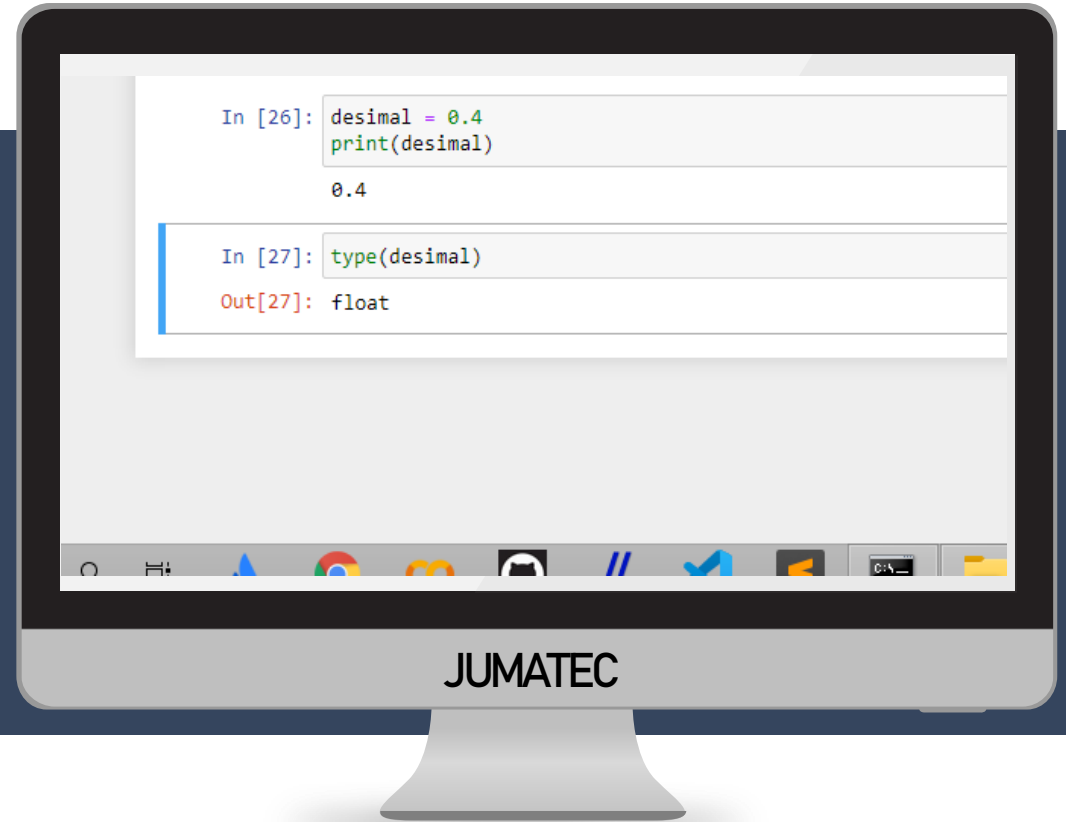 In [26]: desimal = 0.4
print(desimal)
0.4
In [27]: type(desimal)
Out[27]: float
C:\_
JUMATEC